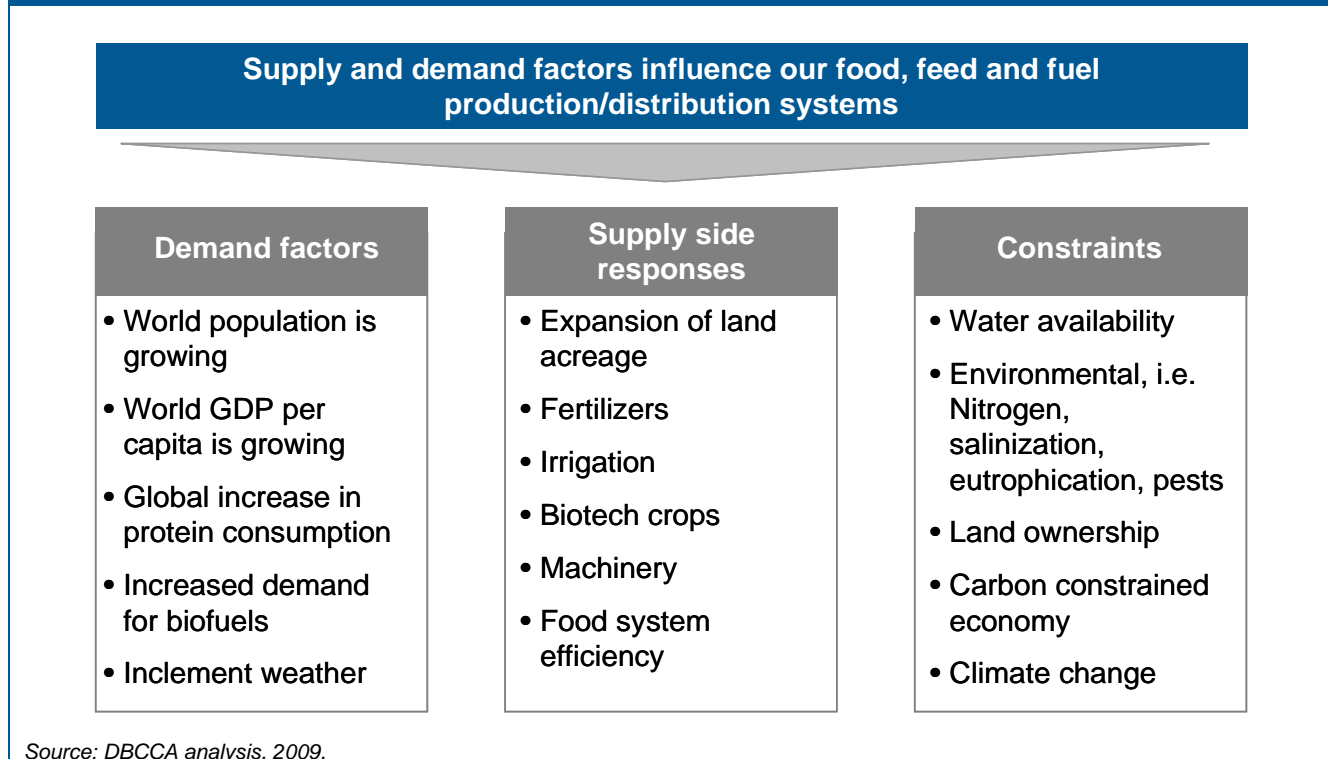 Supply and demand factors influence our food, feed and fuel
production/distribution systems
Demand factors
• World population is
growing
• World GDP per
capita is growing
• Global increase in
protein consumption
• Increased demand
for biofuels
• Inclement weather
Supply side
responses
• Expansion of land
acreage
• Fertilizers
• Irrigation
• Biotech crops
• Machinery
• Food system
efficiency
Constraints
• Water availability
• Environmental, i.e.
Nitrogen,
salinization,
eutrophication, pests
• Land ownership
• Carbon constrained
economy
• Climate change
Source: DBCCA analysis, 2009.